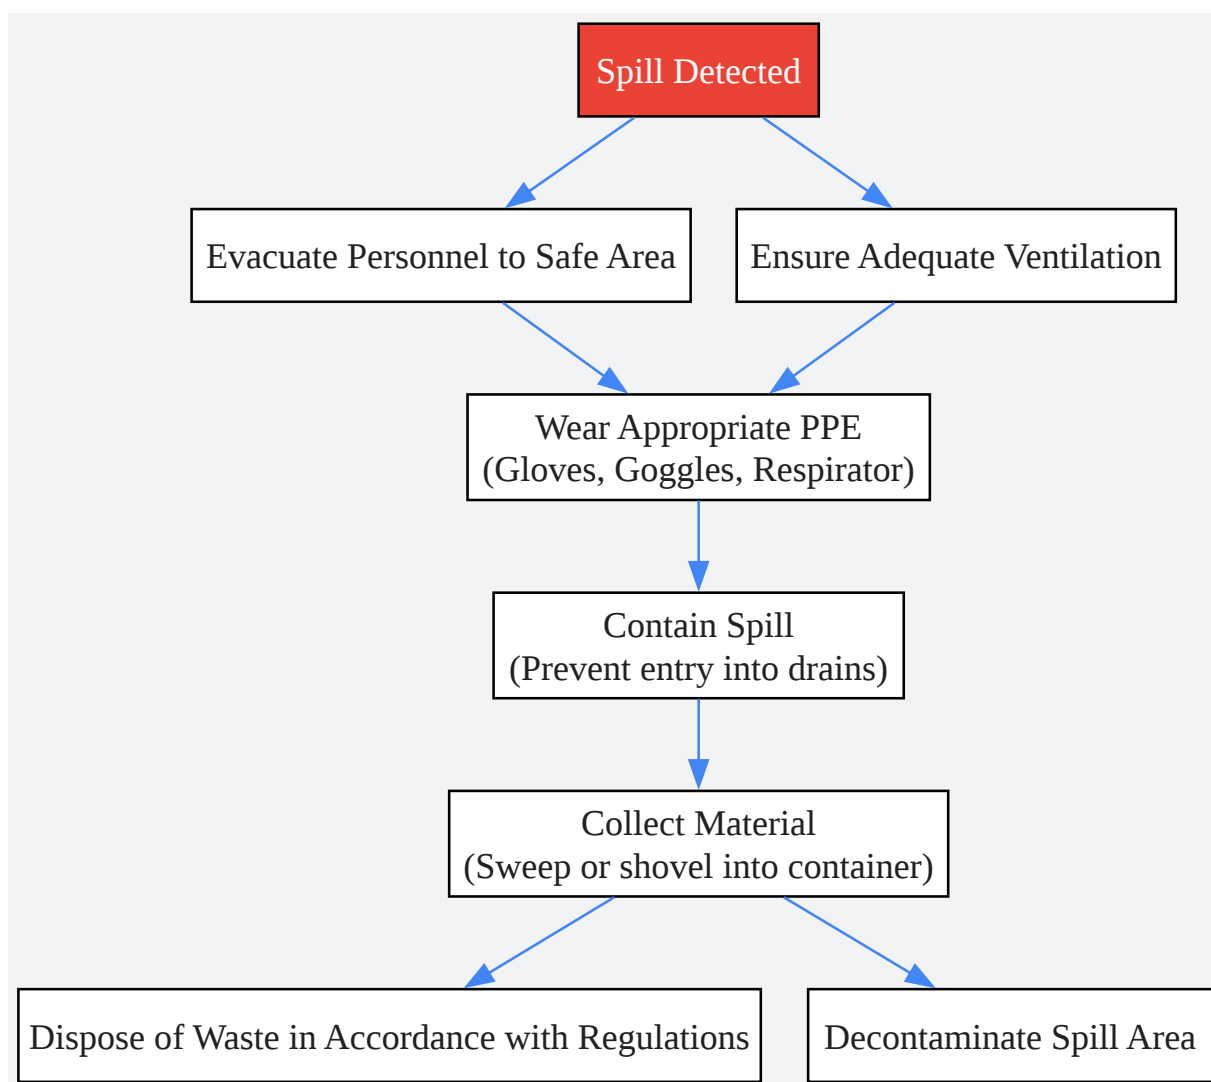 Spill Detected
Evacuate Personnel to Safe Area
Ensure Adequate Ventilation
Wear Appropriate PPE
(Gloves, Goggles, Respirator)
Contain Spill
(Prevent entry into drains)
Collect Material
(Sweep or shovel into container)
Dispose of Waste in Accordance with Regulations
Decontaminate Spill Area